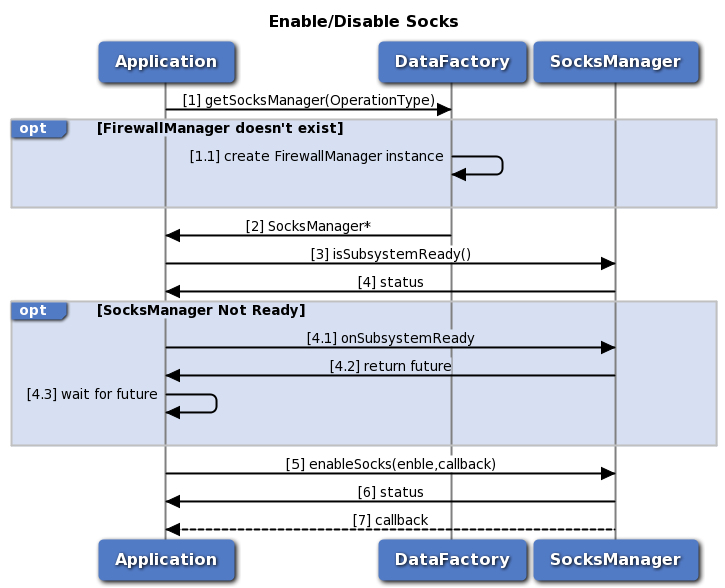 Enable/Disable Socks
Application DataFactory SocksManager
[1] getSocksManager(OperationType)
opt [FirewallManager doesn't exist]
[1.1] create FirewallManager instance
[2] SocksManager*
[3] isSubsystemReady()
[4] status
opt [SocksManager Not Ready]
[4.1] onSubsystemReady
[4.2] return future
[4.3] wait for future
[5] enableSocks(enble,callback)
[6] status
[7] callback
Application DataFactory SocksManager